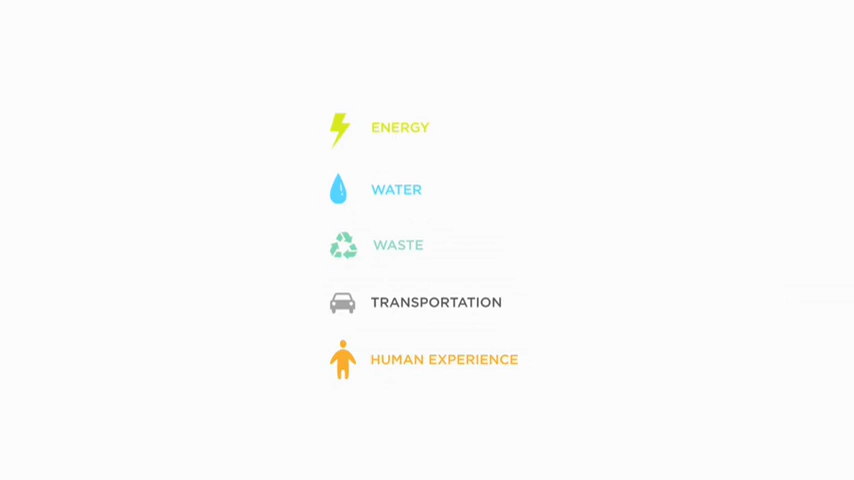 ENERGY
WATER
WASTE
TRANSPORTATION
HUMAN EXPERIENCE